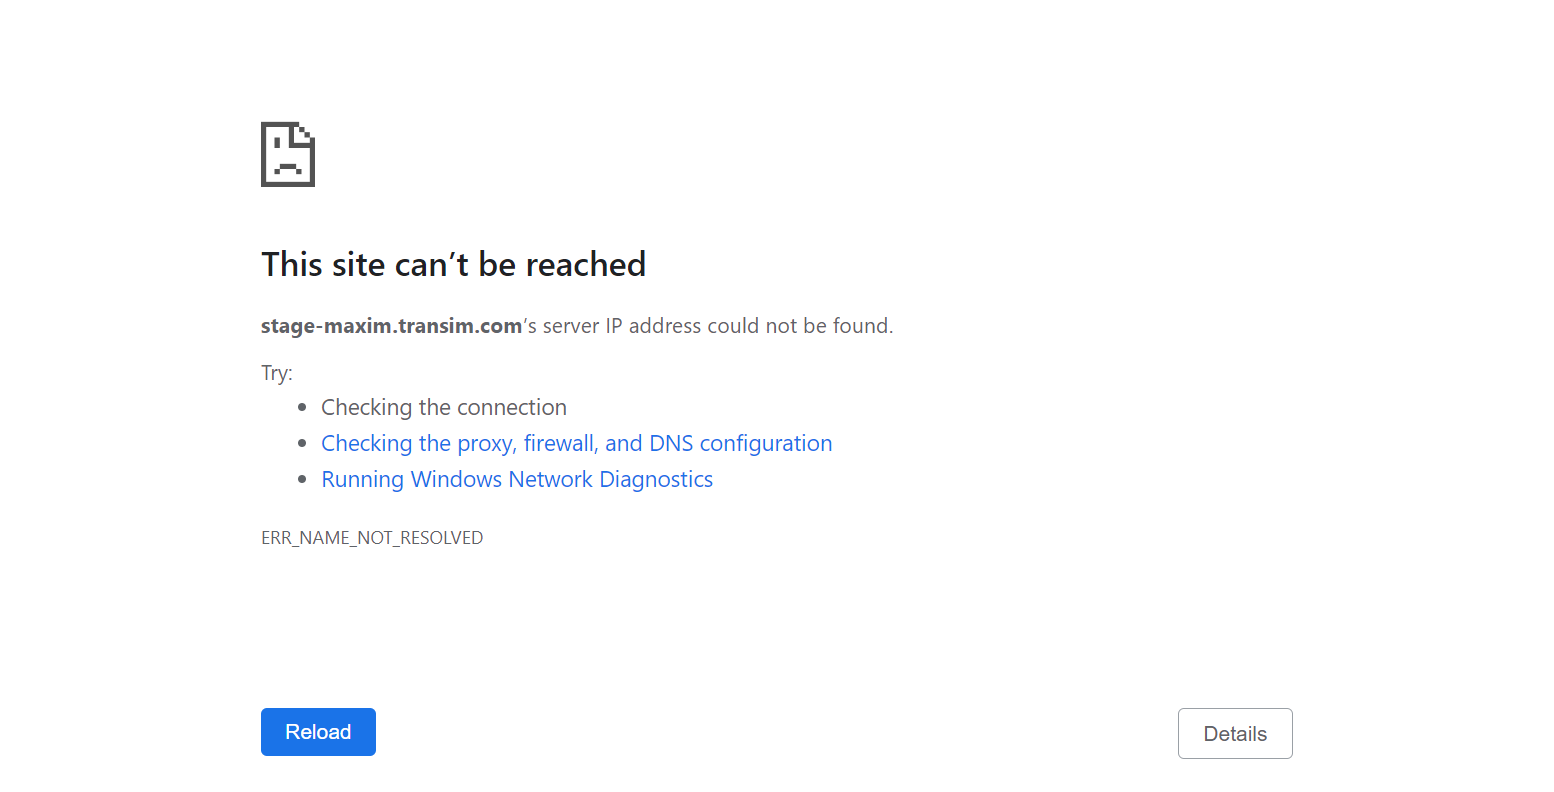 This site can’t be reached
stage-maxim.transim.com’s server IP address could not be found.
Try:
• Checking the connection
• Checking the proxy, firewall, and DNS configuration
• Running Windows Network Diagnostics
ERR_NAME_NOT_RESOLVED
Reload
Details